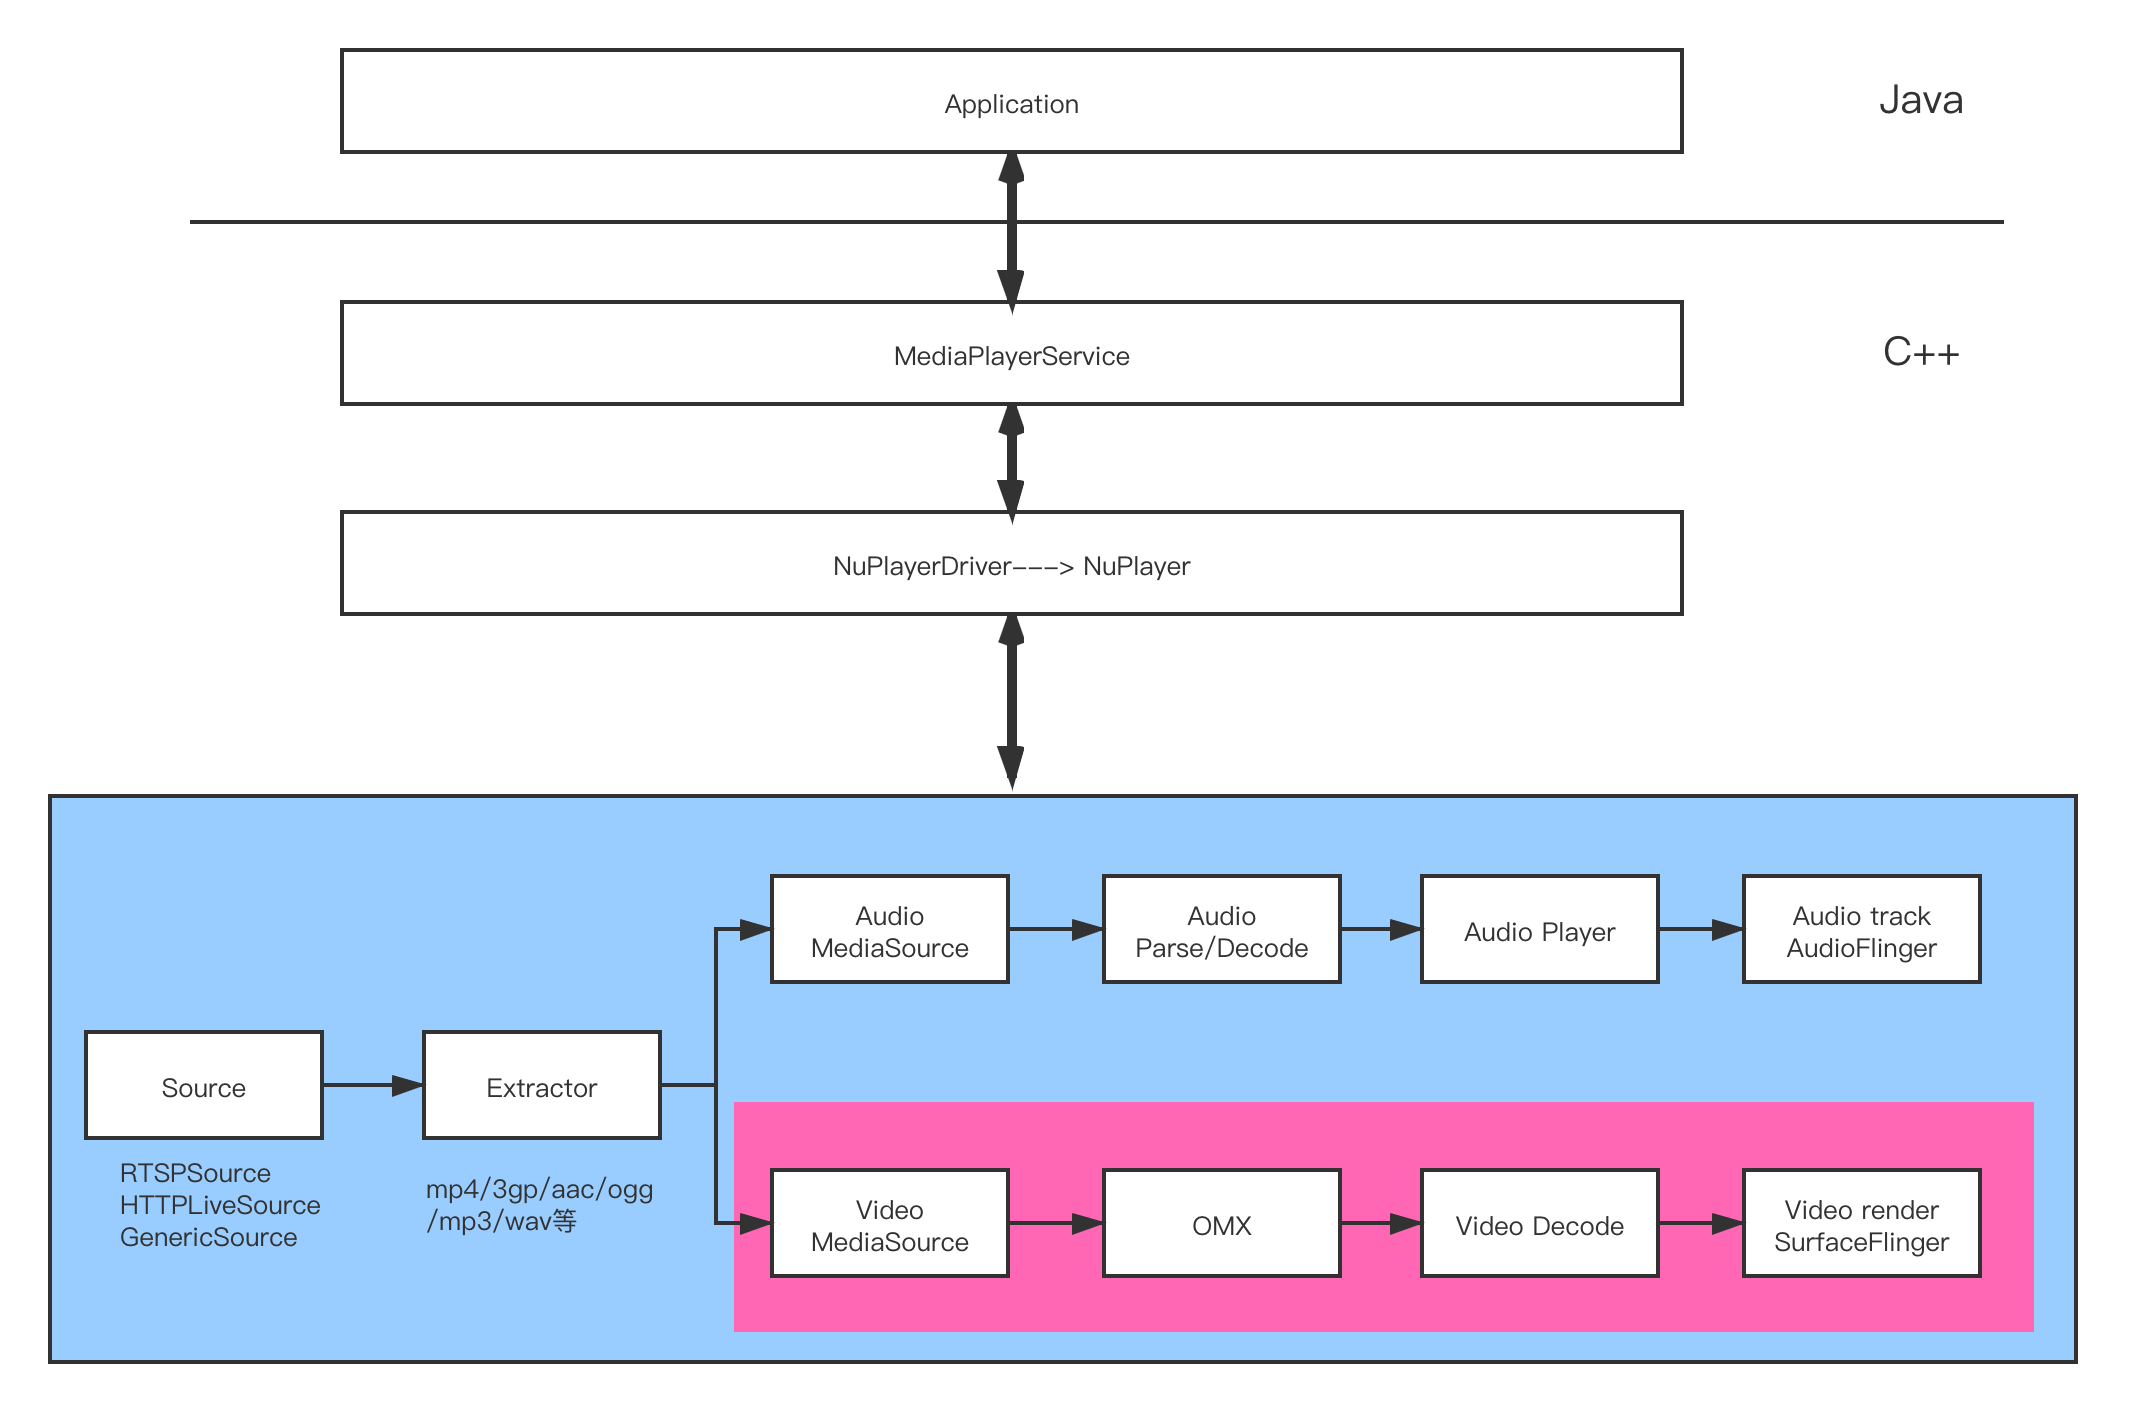 Application
Java
MediaPlayerService
C++
NuPlayerDriver---> NuPlayer
Audio
MediaSource
Audio
Parse/Decode
Audio Player
Audio track
AudioFlinger
Source
Extractor
RTSPSource
HTTPLiveSource
GenericSource
mp4/3gp/aac/ogg
/mp3/wav等
Video
MediaSource
OMX
Video Decode
Video render
SurfaceFlinger